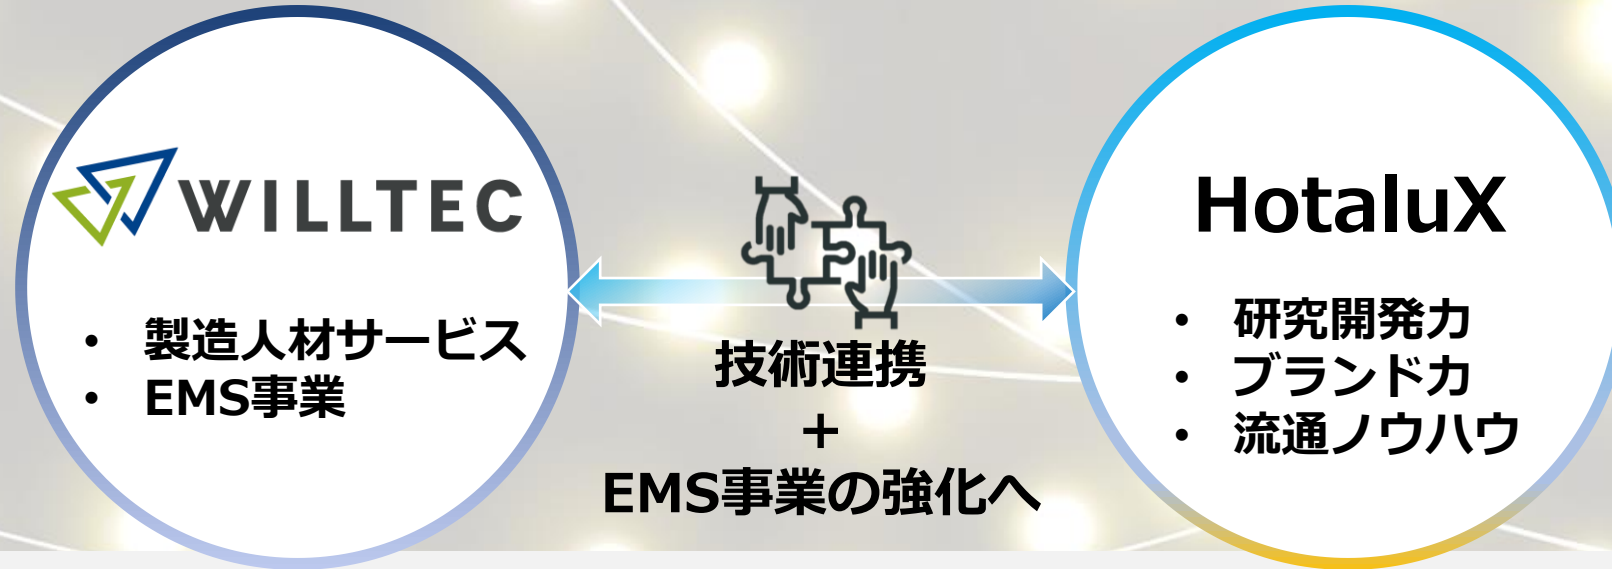 WILLTEC
• 製造人材サービス
• EMS事業
技術連携
+
EMS事業の強化へ
HotaluX
• 研究開発力
• ブランド力
• 流通ノウハウ